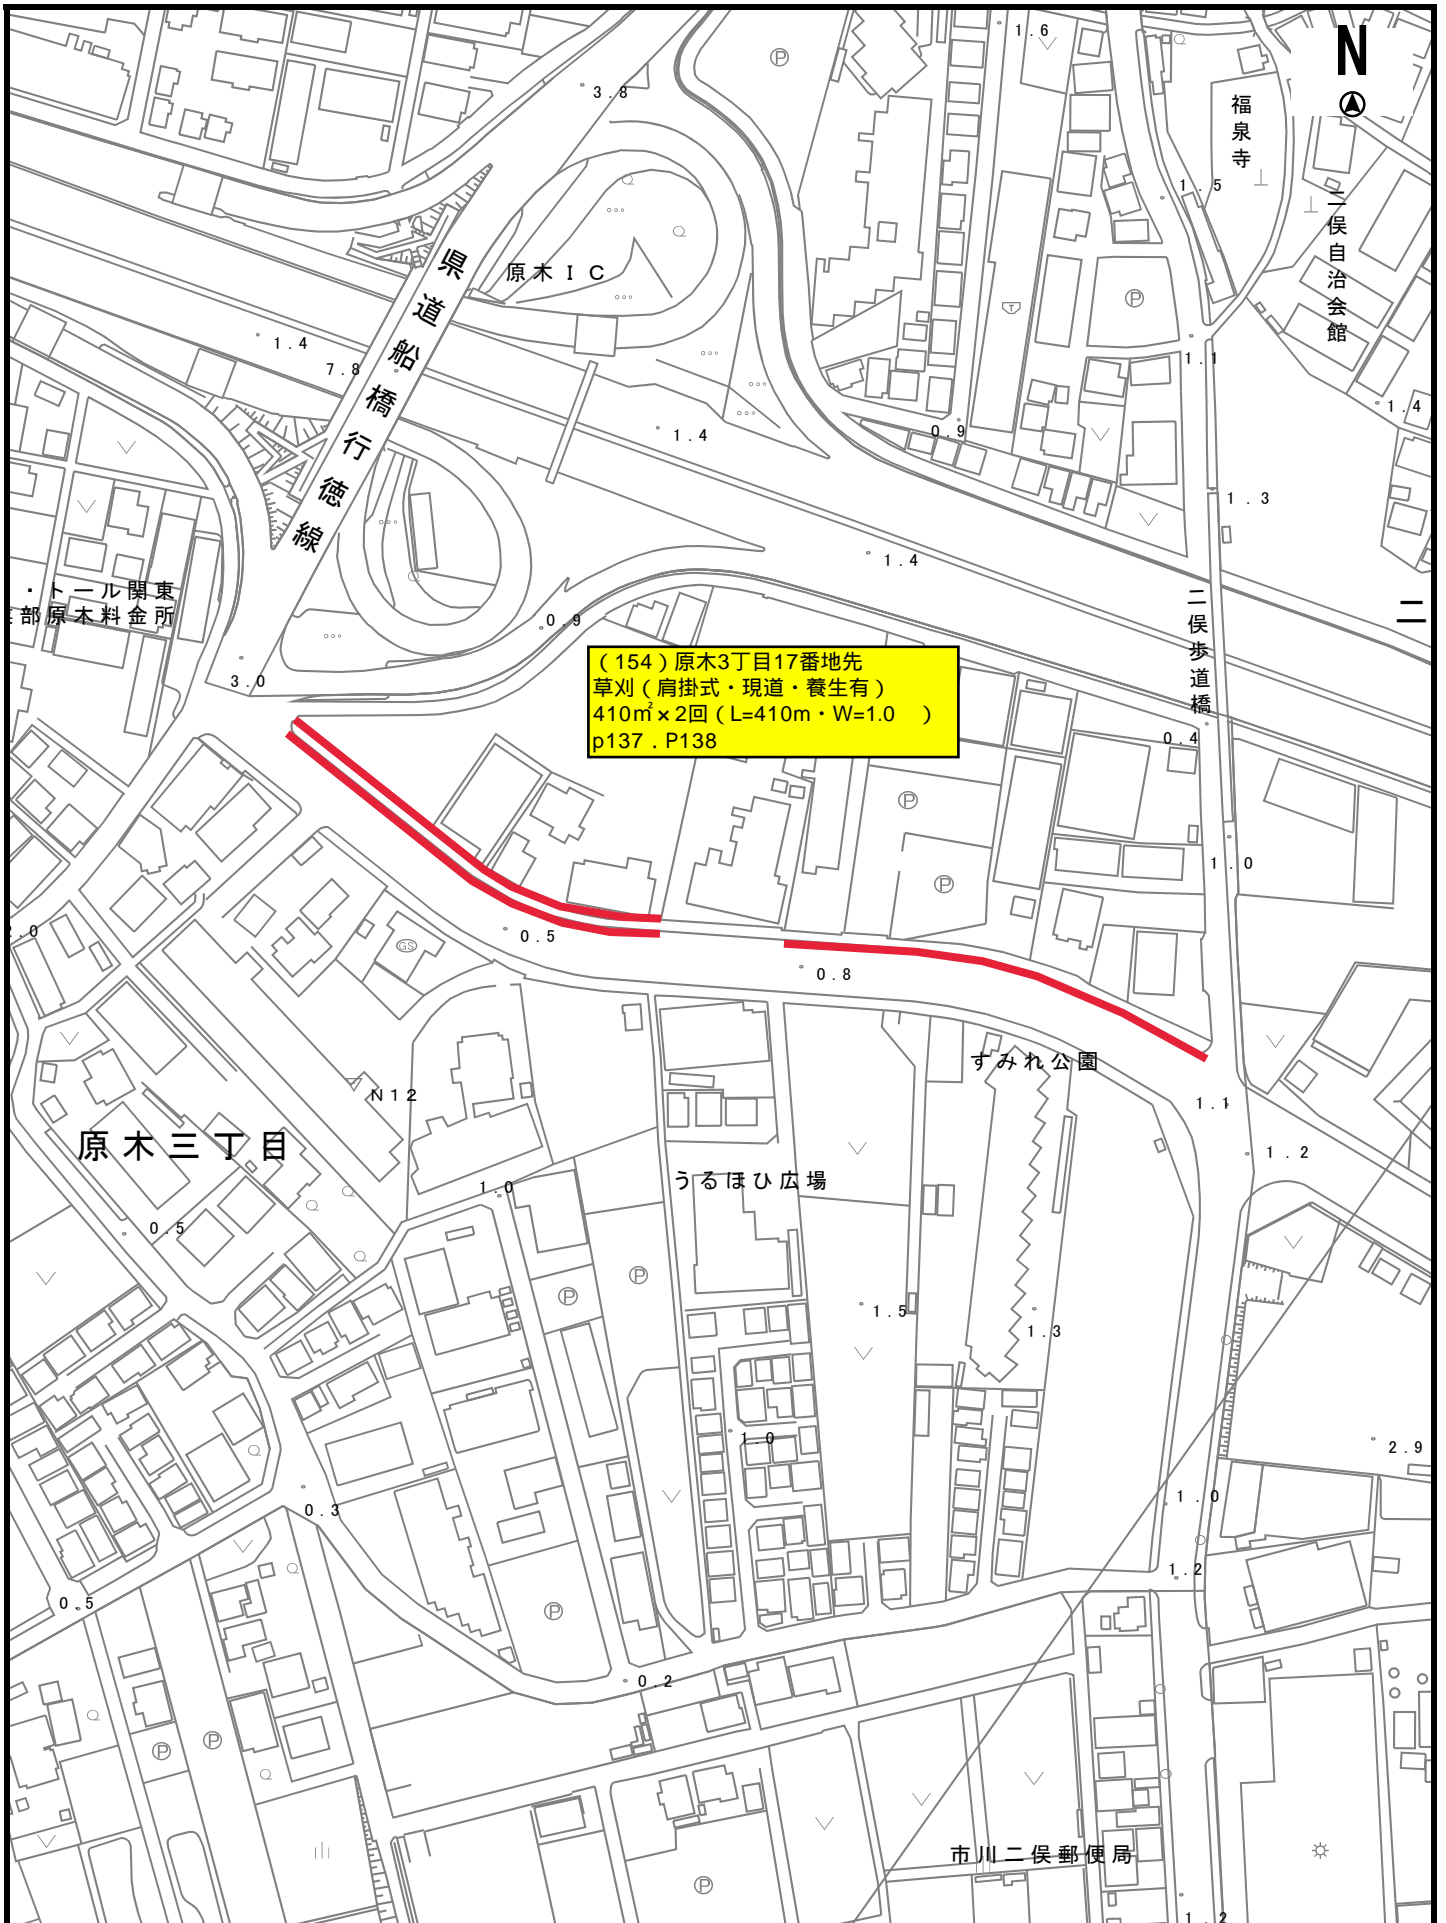 N
1.6
3.8
福泉寺
1.5
二俣自治会館
県道船橋行徳線
原木IC
1.4
7.8
1.1
1.4
1.4
0.9
1.3
1.4
・トール関東
部原木料金所
0.9
二俣歩道橋
二
（154）原木3丁目17番地先
草刈（肩掛式・現道・養生有）
410㎡×2回（L=410m・W=1.0　）
p137．P138
3.0
0.4
1.0
2.0
0.5
GS
0.8
すみれ公園
N12
1.1
原木三丁目
1.2
うるほひ広場
1.0
0.5
1.5
1.3
1.0
2.9
0.3
1.0
1.2
0.5
0.2
市川二俣郵便局
1.2